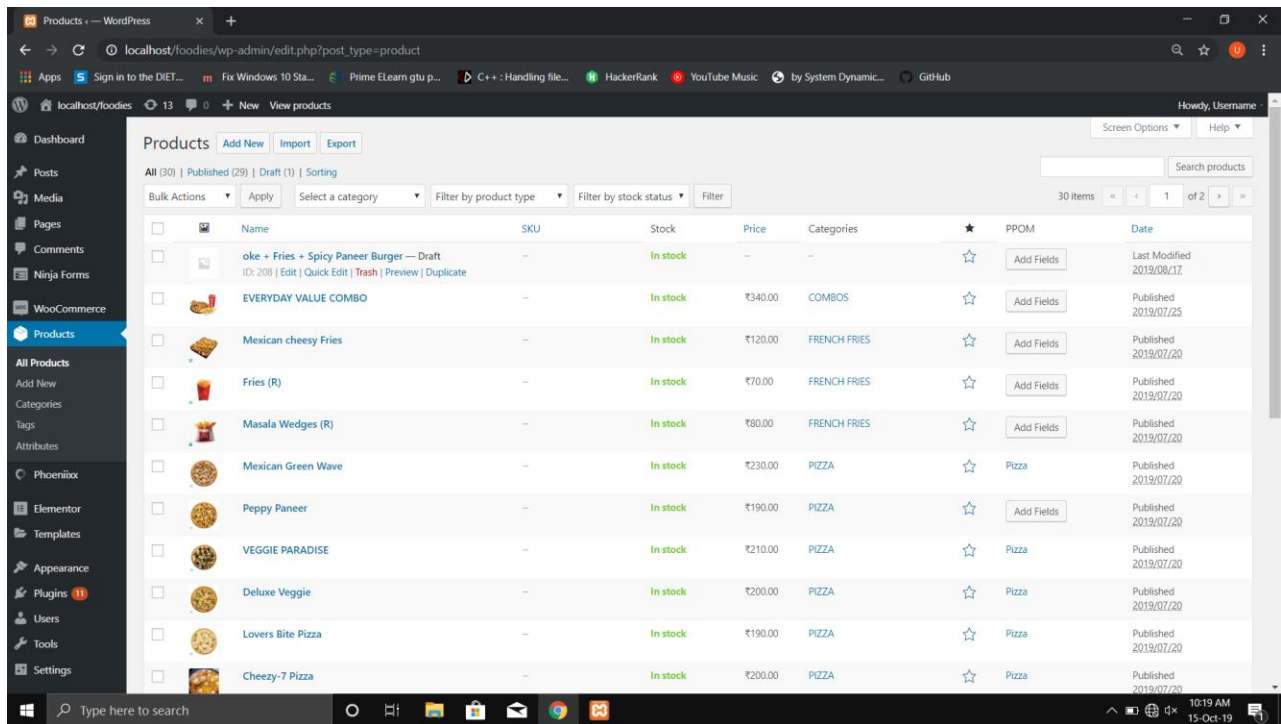 Products ‹ — WordPress
localhost/foodies/wp-admin/edit.php?post_type=product
Apps Sign in to the DIET... Fix Windows 10 Sta... Prime ELearn gtu p... C++ : Handling file... HackerRank YouTube Music by System Dynamic... GitHub
localhost/foodies 13 0 + New View products Howdy, Username
Screen Options Help
Dashboard
Posts
Media
Pages
Comments
Ninja Forms
WooCommerce
Products
All Products
Add New
Categories
Tags
Attributes
Phoeniixx
Elementor
Templates
Appearance
Plugins 11
Users
Tools
Settings
Products Add New Import Export
All (30) | Published (29) | Draft (1) | Sorting Search products
Bulk Actions Apply Select a category Filter by product type Filter by stock status Filter 30 items « ‹ 1 of 2 › »
Name SKU Stock Price Categories PPOM Date
oke + Fries + Spicy Paneer Burger — Draft – In stock – – Add Fields Last Modified
ID: 208 | Edit | Quick Edit | Trash | Preview | Duplicate 2019/08/17
EVERYDAY VALUE COMBO – In stock ₹340.00 COMBOS Add Fields Published
2019/07/25
Mexican cheesy Fries – In stock ₹120.00 FRENCH FRIES Add Fields Published
2019/07/20
Fries (R) – In stock ₹70.00 FRENCH FRIES Add Fields Published
2019/07/20
Masala Wedges (R) – In stock ₹80.00 FRENCH FRIES Add Fields Published
2019/07/20
Mexican Green Wave – In stock ₹230.00 PIZZA Pizza Published
2019/07/20
Peppy Paneer – In stock ₹190.00 PIZZA Add Fields Published
2019/07/20
VEGGIE PARADISE – In stock ₹210.00 PIZZA Pizza Published
2019/07/20
Deluxe Veggie – In stock ₹200.00 PIZZA Pizza Published
2019/07/20
Lovers Bite Pizza – In stock ₹190.00 PIZZA Pizza Published
2019/07/20
Cheezy-7 Pizza – In stock ₹200.00 PIZZA Pizza Published
2019/07/20
Type here to search
10:19 AM
15-Oct-19